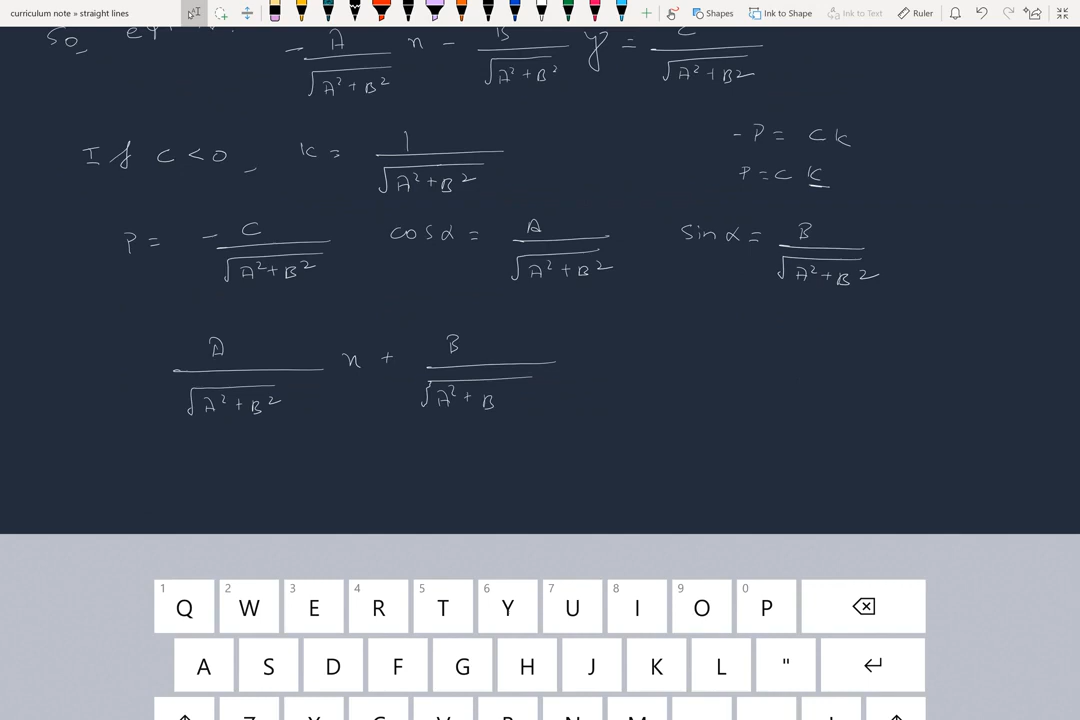 curriculum note » straight lines
Shapes Ink to Shape Ink to Text Ruler
So, - A/√(A²+B²) x - B/√(A²+B²) y = C/√(A²+B²)
If C<0, K = 1/√(A²+B²)
-P = CK
P = C K
P = - C/√(A²+B²) cosα = A/√(A²+B²) sinα = B/√(A²+B²)
A/√(A²+B²) x + B/√(A²+B
1 2 3 4 5 6 7 8 9 0
Q W E R T Y U I O P
A S D F G H J K L "